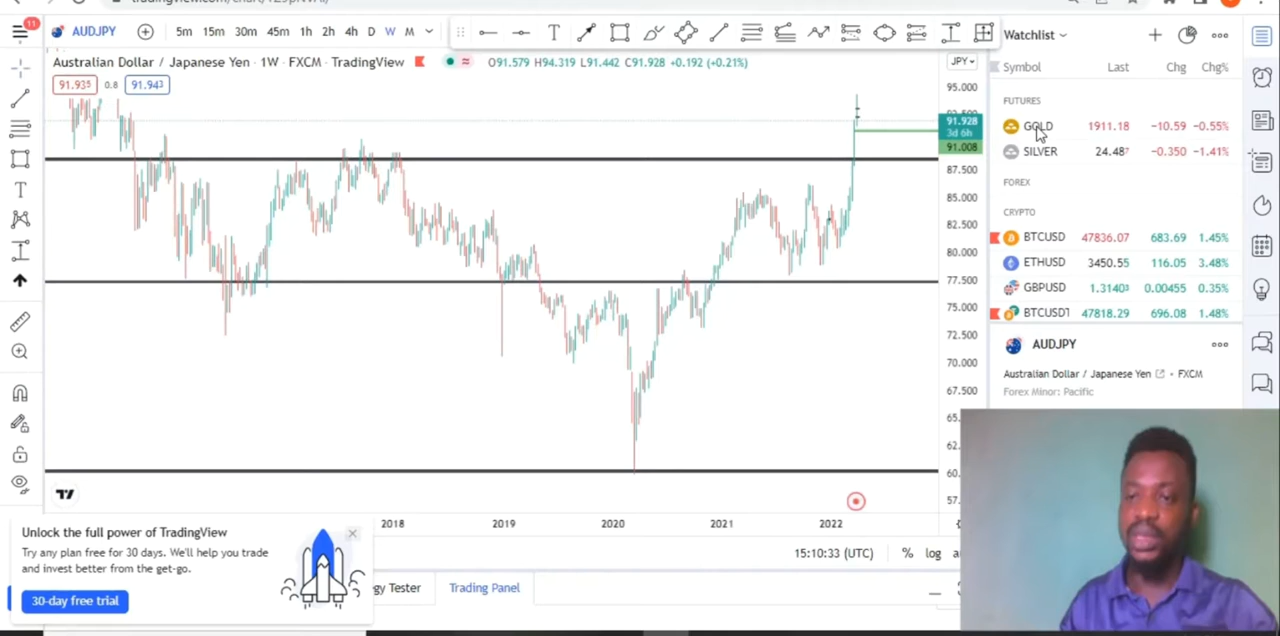 tradingview.com/chart/
11
AUDJPY
5m 15m 30m 45m 1h 2h 4h D W M
T
Watchlist
Australian Dollar / Japanese Yen · 1W · FXCM · TradingView
O91.579 H94.319 L91.442 C91.928 +0.192 (+0.21%)
JPY
Symbol Last Chg Chg%
91.935 0.8 91.943
95.000
91.928
3d 6h
91.008
87.500
85.000
82.500
80.000
77.500
75.000
72.500
70.000
67.500
65.
62.
60.
57.
FUTURES
GOLD 1911.18 −10.59 −0.55%
SILVER 24.487 −0.350 −1.41%
FOREX
CRYPTO
BTCUSD 47836.07 683.69 1.45%
ETHUSD 3450.55 116.05 3.48%
GBPUSD 1.31403 0.00455 0.35%
BTCUSDT 47818.29 696.08 1.48%
AUDJPY
Australian Dollar / Japanese Yen · FXCM
Forex Minor: Pacific
T
2018 2019 2020 2021 2022
Unlock the full power of TradingView
Try any plan free for 30 days. We'll help you trade
and invest better from the get-go.
30-day free trial
15:10:33 (UTC) % log a
gy Tester Trading Panel